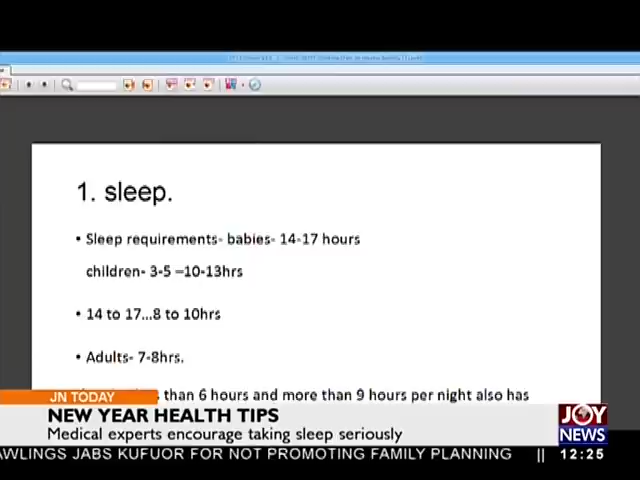 1. sleep.
• Sleep requirements- babies- 14-17 hours
children- 3-5 –10-13hrs
• 14 to 17...8 to 10hrs
• Adults- 7-8hrs.
than 6 hours and more than 9 hours per night also has
JN TODAY
NEW YEAR HEALTH TIPS
Medical experts encourage taking sleep seriously
JOY
NEWS
AWLINGS JABS KUFUOR FOR NOT PROMOTING FAMILY PLANNING || 12:25